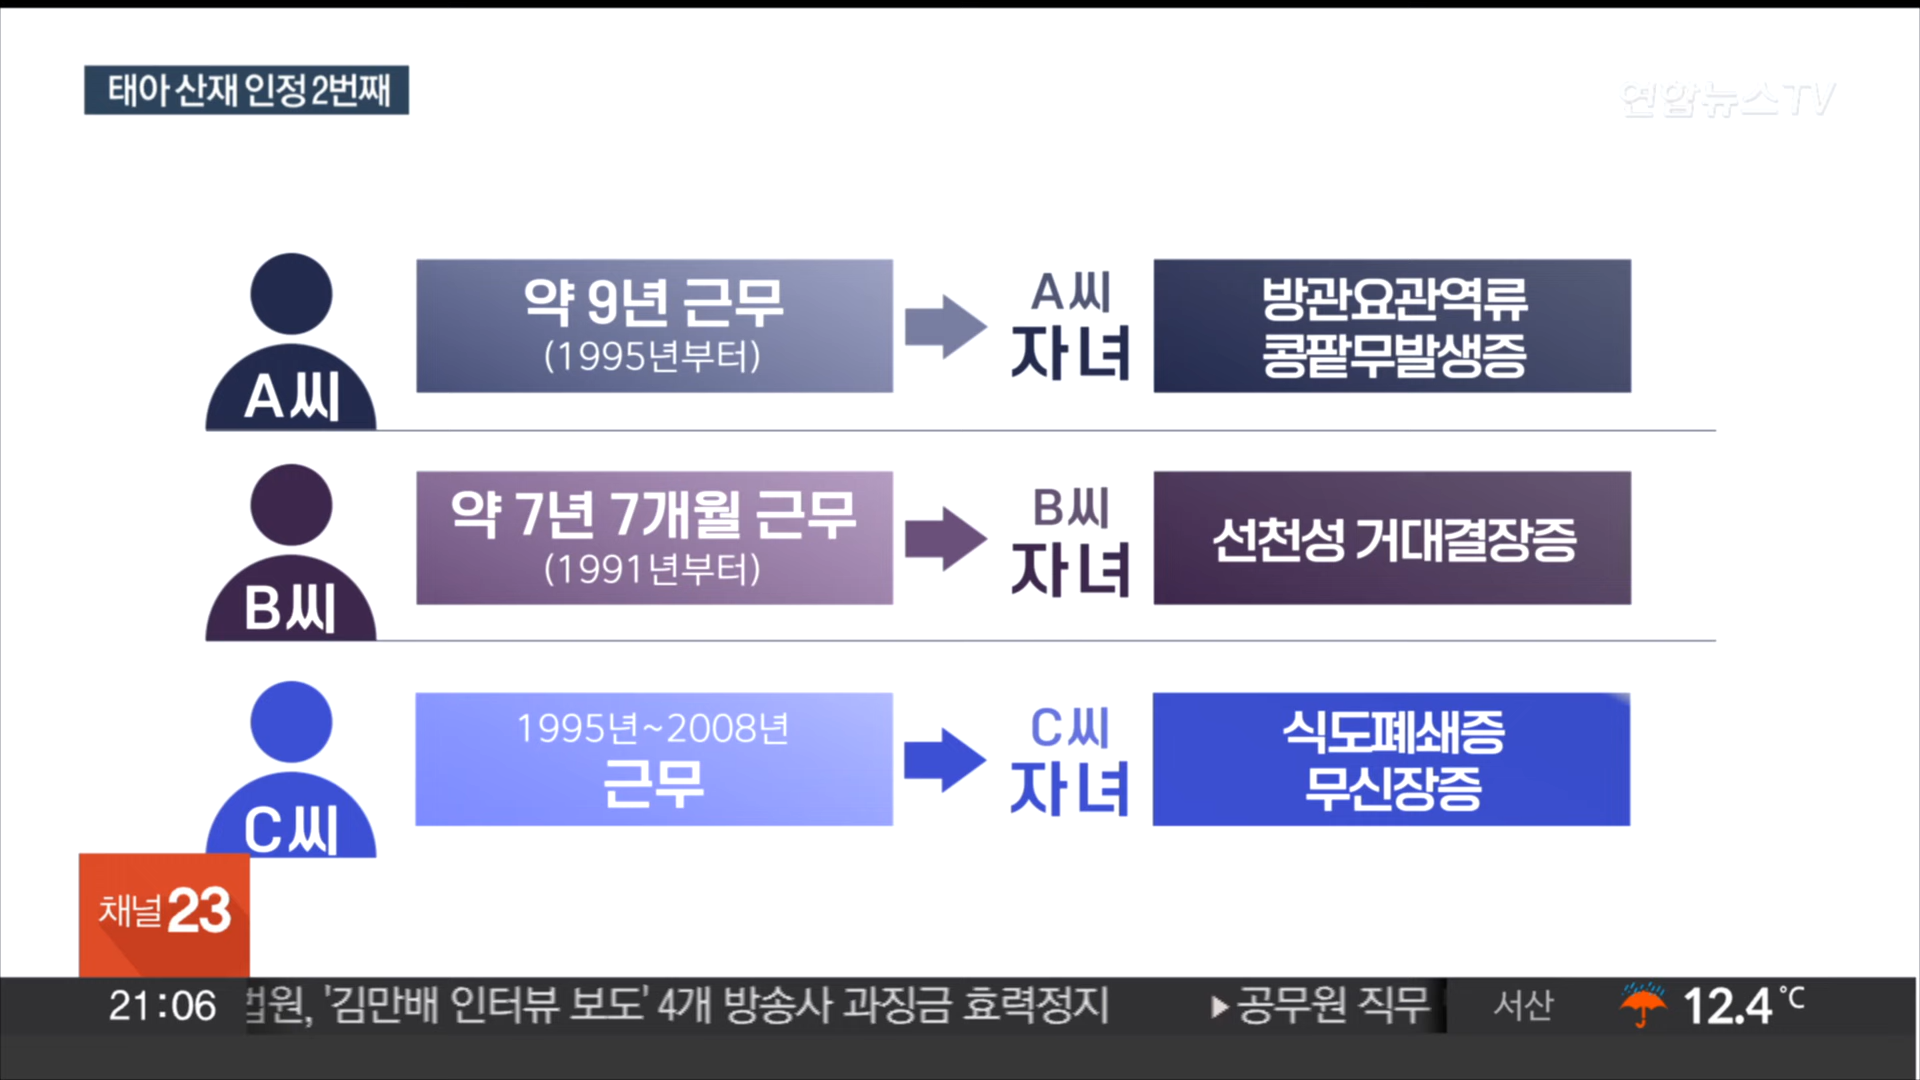 태아 산재 인정 2번째
연합뉴스TV
A씨
약 9년 근무
(1995년부터)
A씨
자녀
방관요관역류
콩팥무발생증
B씨
약 7년 7개월 근무
(1991년부터)
B씨
자녀
선천성 거대결장증
C씨
1995년~2008년
근무
C씨
자녀
식도폐쇄증
무신장증
채널 23
21:06
법원, '김만배 인터뷰 보도' 4개 방송사 과징금 효력정지
▶공무원 직무
서산
12.4℃